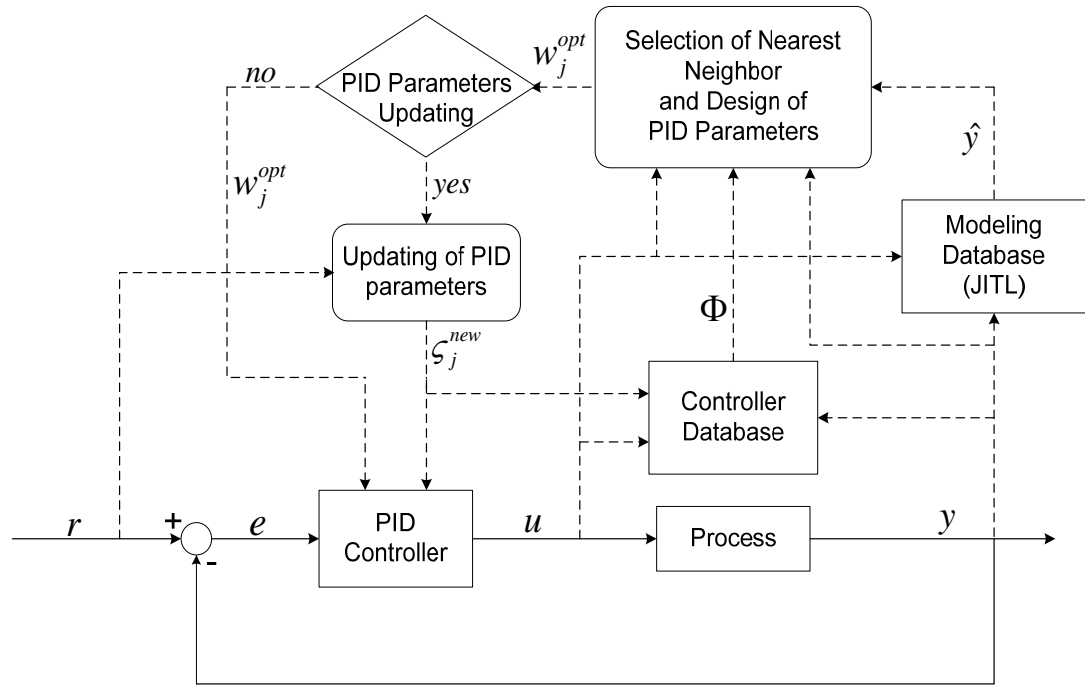 Selection of Nearest
Neighbor
and Design of
PID Parameters
w_j^{opt}
PID Parameters
Updating
no
w_j^{opt}
yes
ŷ
Modeling
Database
(JITL)
Updating of PID
parameters
Φ
ς_j^{new}
Controller
Database
r
+
-
e
PID
Controller
u
Process
y